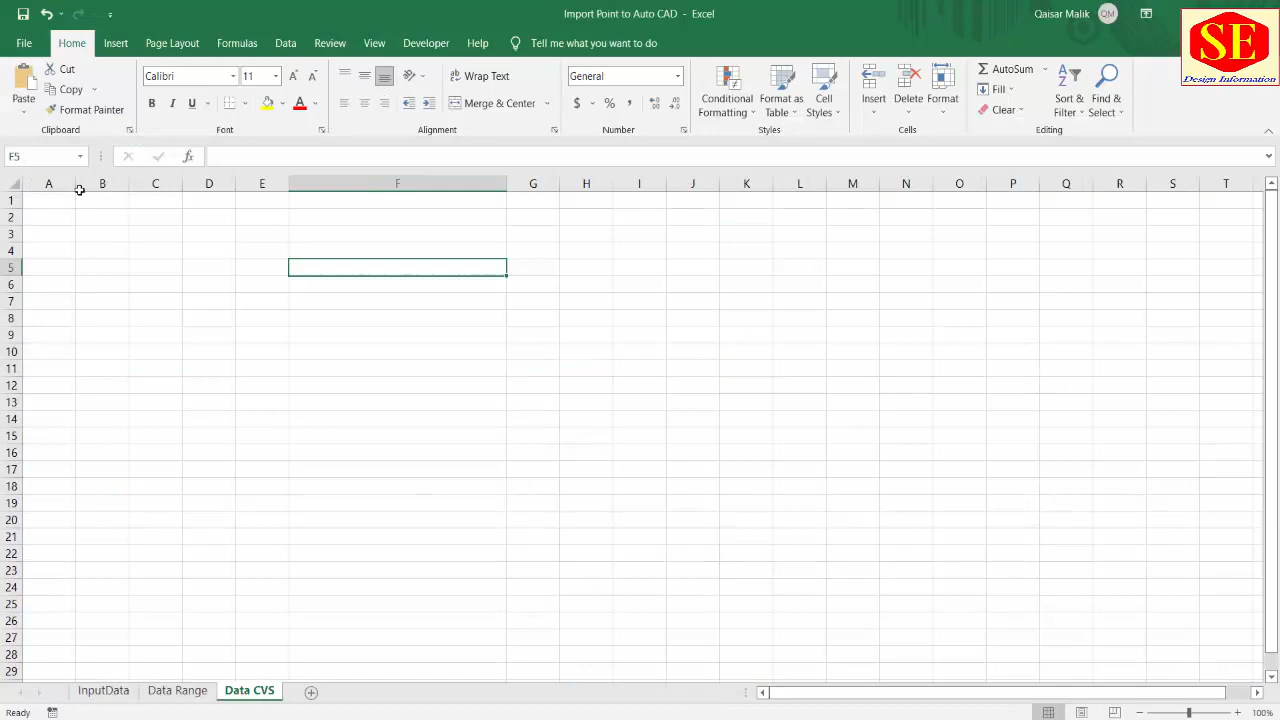 Import Point to Auto CAD - Excel
Qaisar Malik QM
SE
Design Information
File Home Insert Page Layout Formulas Data Review View Developer Help Tell me what you want to do
Paste
Cut
Copy
Format Painter
Clipboard
Calibri 11
B I U
Font
Wrap Text
Merge & Center
Alignment
General
$ % ,
Number
Conditional Formatting
Format as Table
Cell Styles
Styles
Insert
Delete
Format
Cells
AutoSum
Fill
Clear
Sort & Filter
Find & Select
Editing
F5 fx
A B C D E F G H I J K L M N O P Q R S T
1
2
3
4
5
6
7
8
9
10
11
12
13
14
15
16
17
18
19
20
21
22
23
24
25
26
27
28
29
InputData Data Range Data CVS
Ready
100%